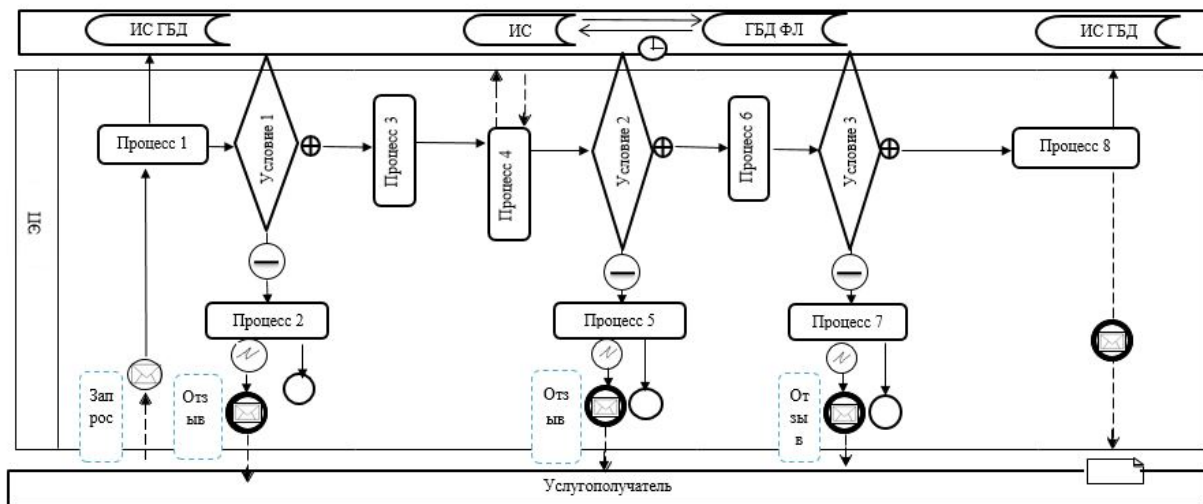 ИС ГБД
ИС
ГБД ФЛ
ИС ГБД
ЭП
Процесс 1
Условие 1
Процесс 3
Процесс 4
Условие 2
Процесс 6
Условие 3
Процесс 8
Процесс 2
Процесс 5
Процесс 7
Зап
рос
Отз
ыв
Отз
ыв
От
зы
в
Услугополучатель